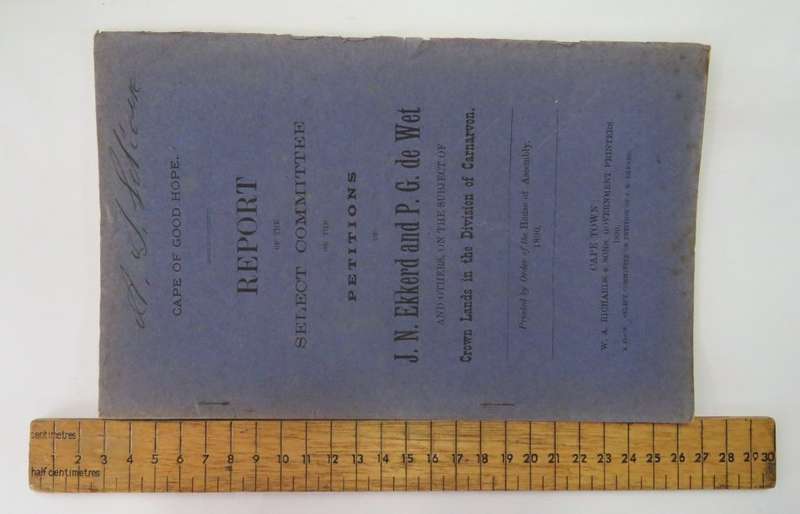 CAPE OF GOOD HOPE.
REPORT
OF THE
SELECT COMMITTEE
ON THE
PETITIONS
OF
J. N. Ekkerd and P. G. de Wet
AND OTHERS, ON THE SUBJECT OF
Crown Lands in the Division of Carnarvon.
Printed by Order of the House of Assembly.
1890.
CAPE TOWN
W. A. RICHARDS & SONS, GOVERNMENT PRINTERS
1890.
centimetres
1 2 3 4 5 6 7 8 9 10 11 12 13 14 15 16 17 18 19 20 21 22 23 24 25 26 27 28 29 30
half centimetres